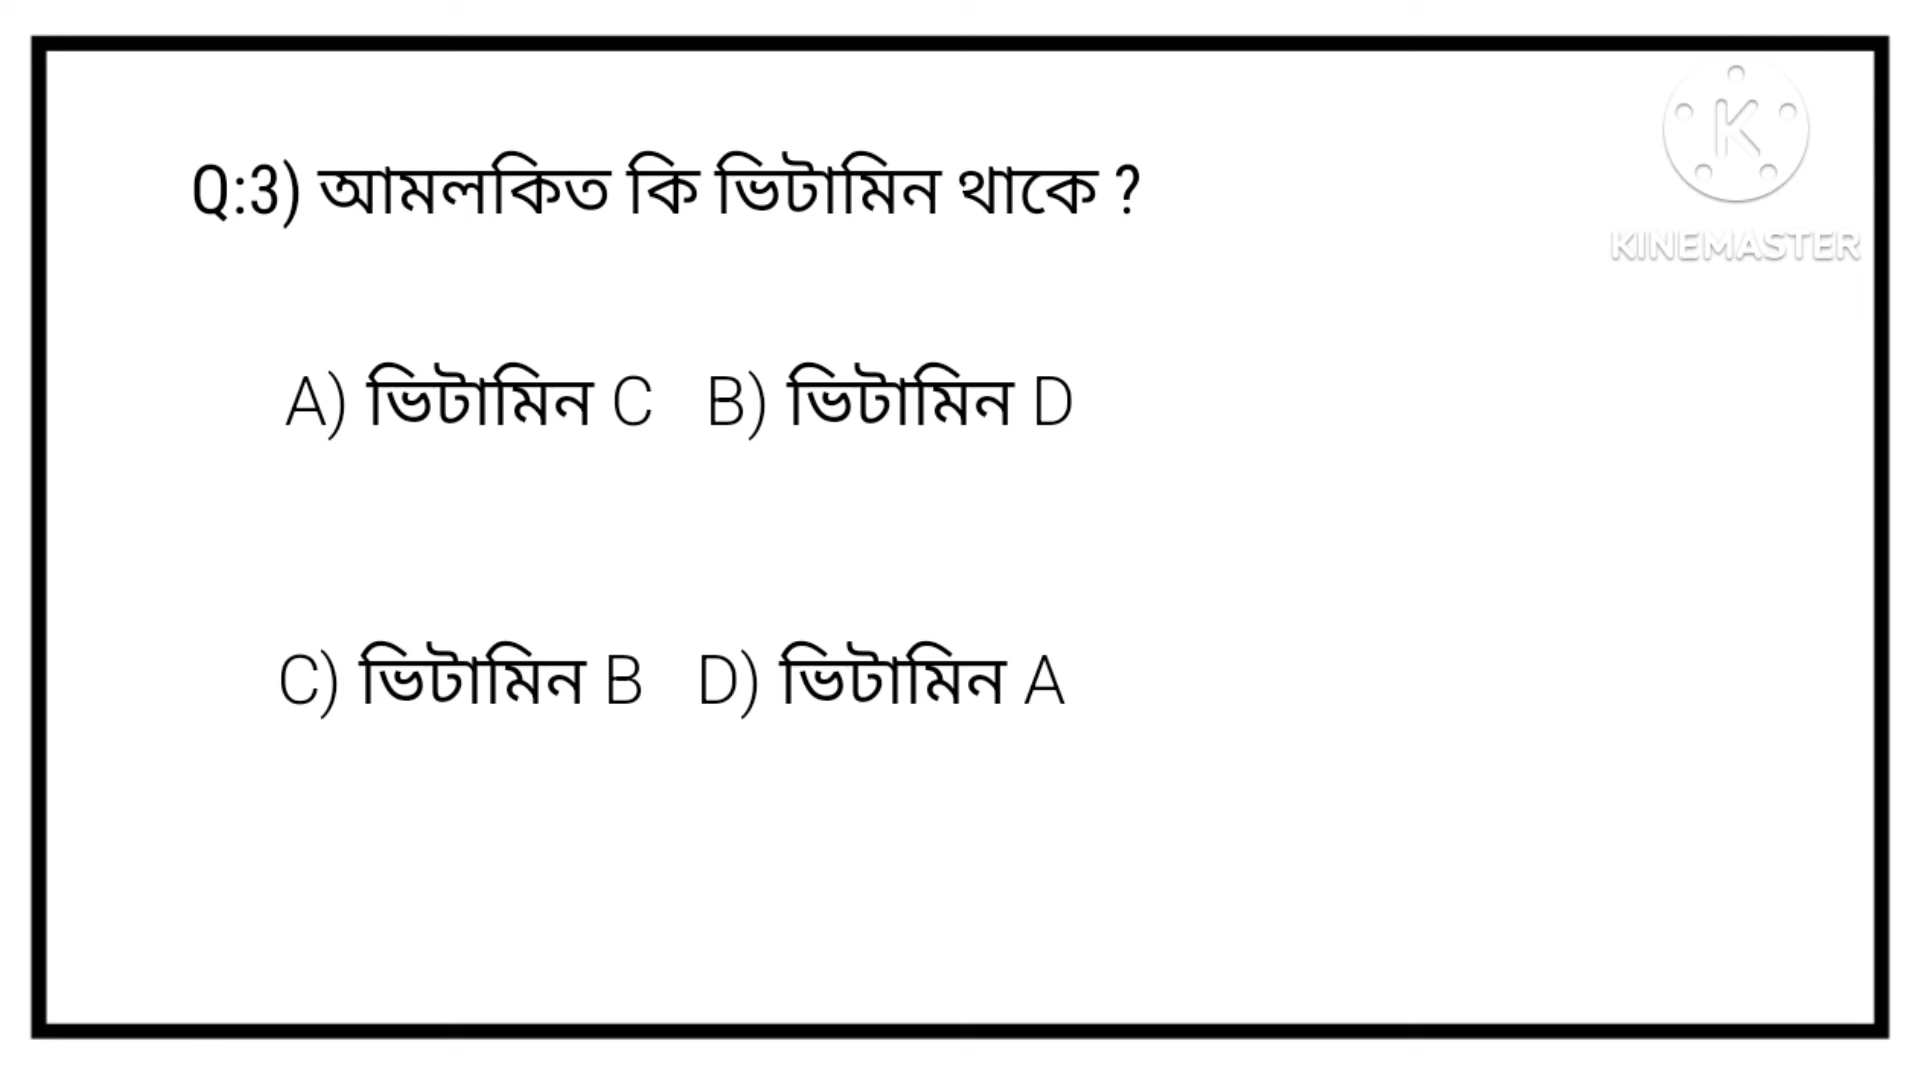 Q:3) আমলকিত কি ভিটামিন থাকে ?
KINEMASTER
A) ভিটামিন C B) ভিটামিন D
C) ভিটামিন B D) ভিটামিন A